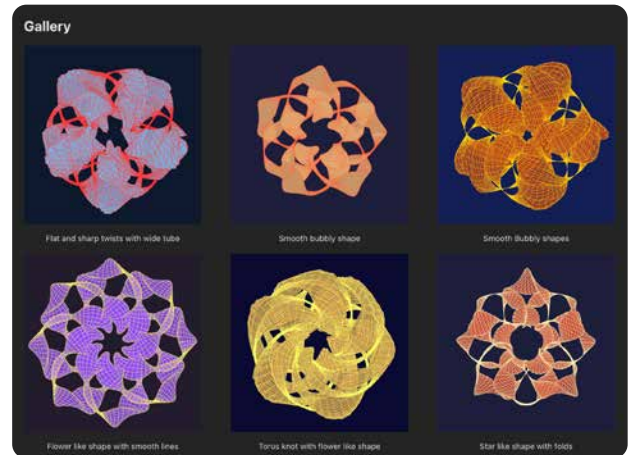 Gallery
Flat and sharp twists with wide tube
Smooth bubbly shape
Smooth Bubbly shapes
Flower like shape with smooth lines
Torus knot with flower like shape
Star like shape with folds